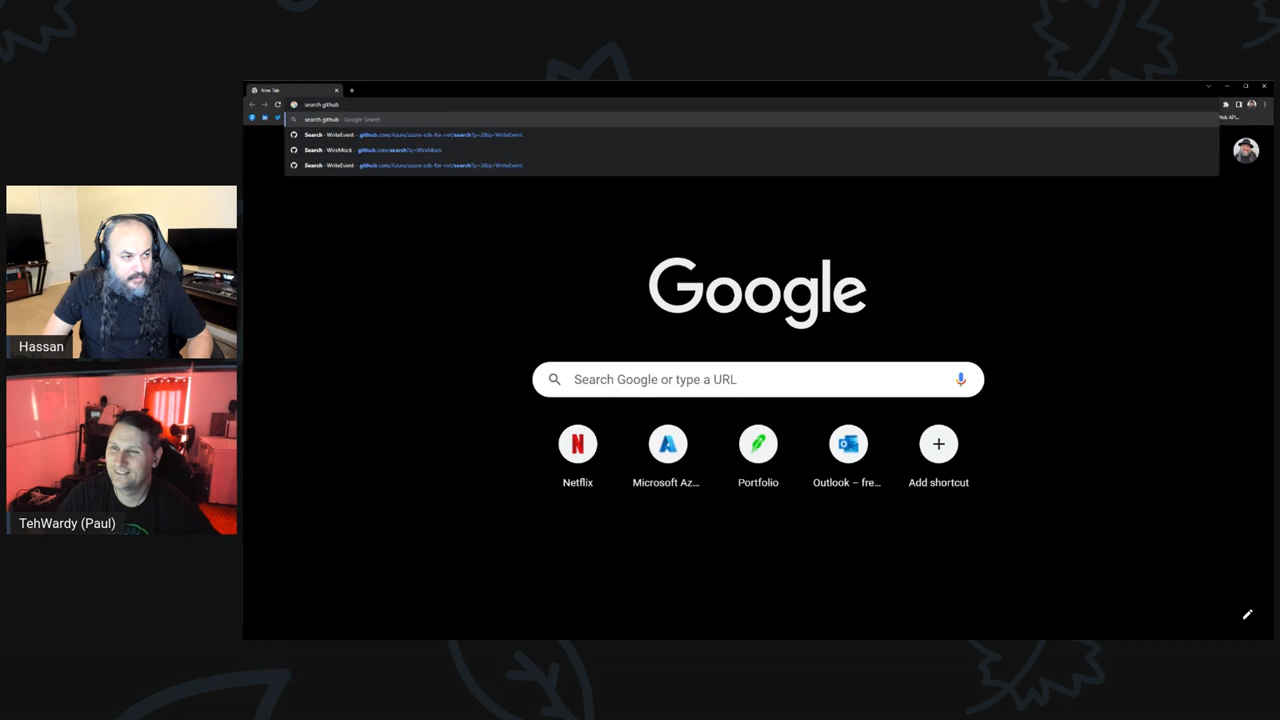 New Tab
search github
search github - Google Search
Search · WriteEvent - github.com/Azure/azure-sdk-for-net/search?p=2&q=WriteEvent
Search · WireMock - github.com/search?q=WireMock
Search · WriteEvent - github.com/Azure/azure-sdk-for-net/search?p=3&q=WriteEvent
Google
Search Google or type a URL
Netflix
Microsoft Az...
Portfolio
Outlook – fre...
Add shortcut
Hassan
TehWardy (Paul)